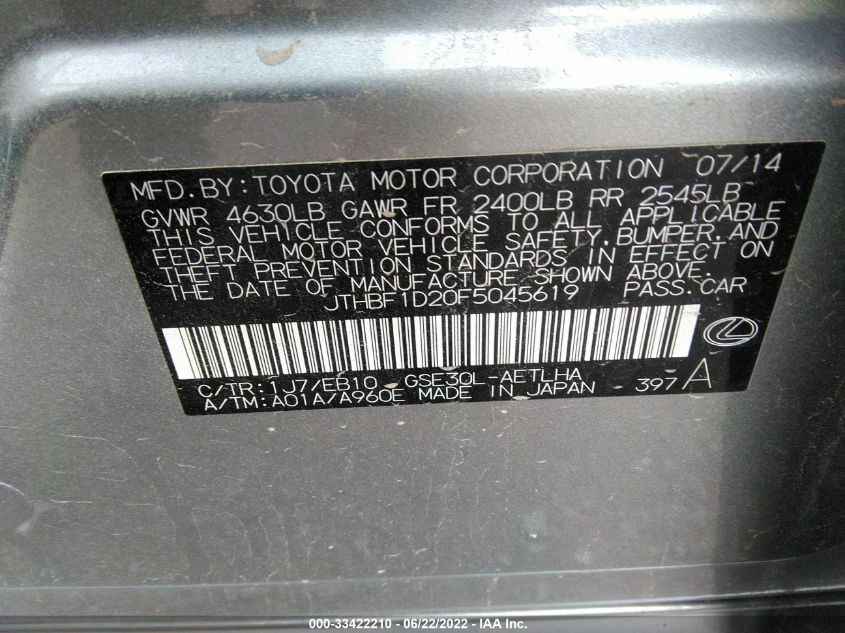 MFD. BY: TOYOTA MOTOR CORPORATION 07/14
GVWR 4630LB GAWR FR 2400LB RR 2545LB
THIS VEHICLE CONFORMS TO ALL APPLICABLE
FEDERAL MOTOR VEHICLE SAFETY, BUMPER, AND
THEFT PREVENTION STANDARDS IN EFFECT ON
THE DATE OF MANUFACTURE SHOWN ABOVE.
JTHBF1D20F5045619 PASS. CAR
C/TR: 1J7/EB10 GSE30L-AETLHA
A/TM: A01A/A960E MADE IN JAPAN 397 A
000-33422210 - 06/22/2022 - IAA Inc.